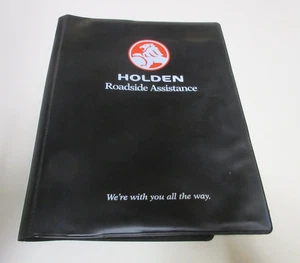 HOLDEN
Roadside Assistance
We're with you all the way.